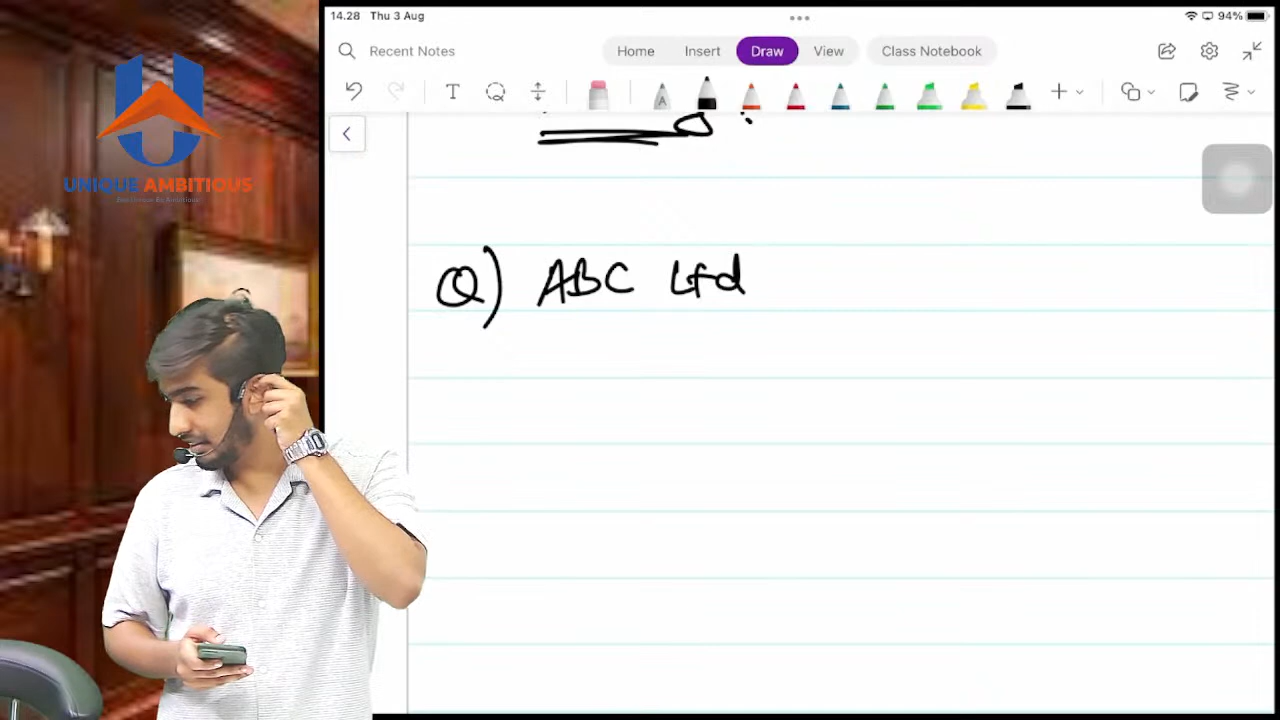 14.28 Thu 3 Aug
94%
Recent Notes
Home Insert Draw View Class Notebook
T
A
UNIQUE AMBITIOUS
Q) ABC Ltd